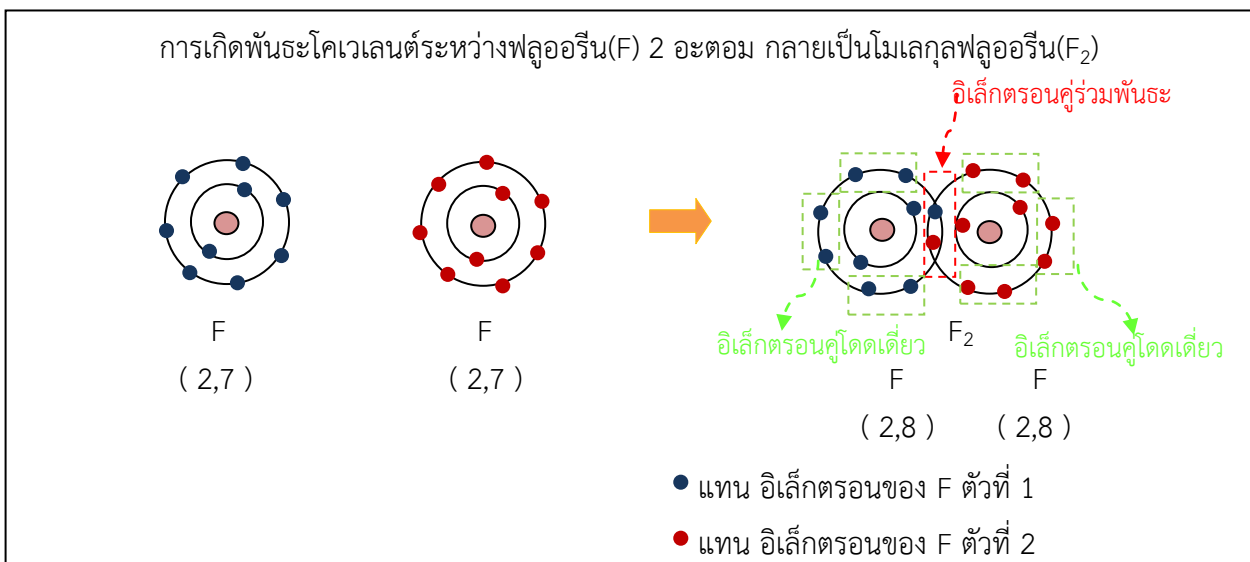 การเกิดพันธะโคเวเลนต์ระหว่างฟลูออรีน(F) 2 อะตอม กลายเป็นโมเลกุลฟลูออรีน(F₂)
อิเล็กตรอนคู่ร่วมพันธะ
F
F
F₂
อิเล็กตรอนคู่โดดเดี่ยว
อิเล็กตรอนคู่โดดเดี่ยว
( 2,7 )
( 2,7 )
F
F
( 2,8 )
( 2,8 )
แทน อิเล็กตรอนของ F ตัวที่ 1
แทน อิเล็กตรอนของ F ตัวที่ 2